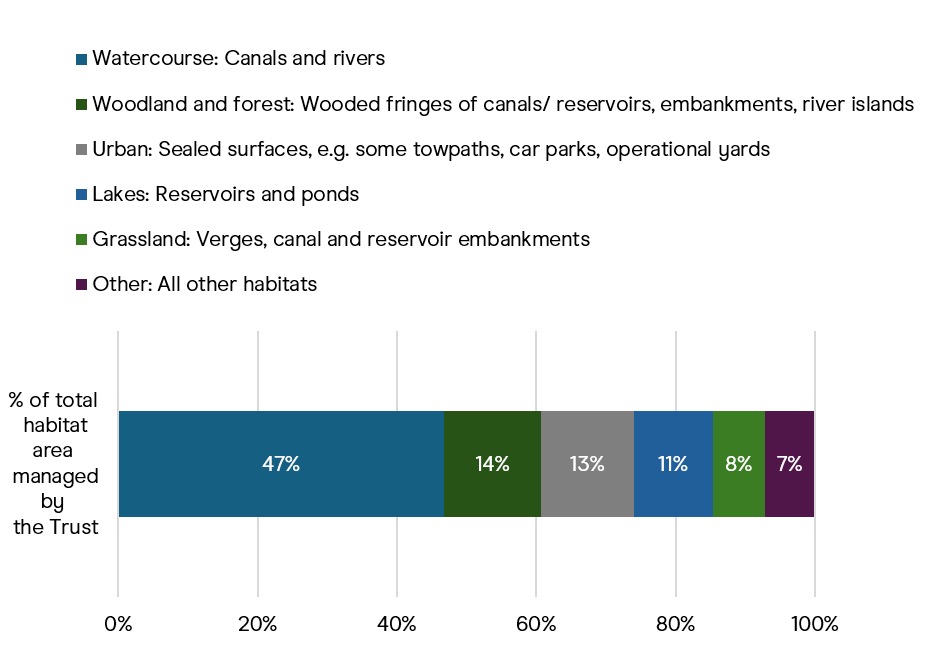 Watercourse: Canals and rivers
Woodland and forest: Wooded fringes of canals/ reservoirs, embankments, river islands
Urban: Sealed surfaces, e.g. some towpaths, car parks, operational yards
Lakes: Reservoirs and ponds
Grassland: Verges, canal and reservoir embankments
Other: All other habitats
% of total
habitat
area
managed
by
the Trust
47%
14%
13%
11%
8%
7%
0%
20%
40%
60%
80%
100%